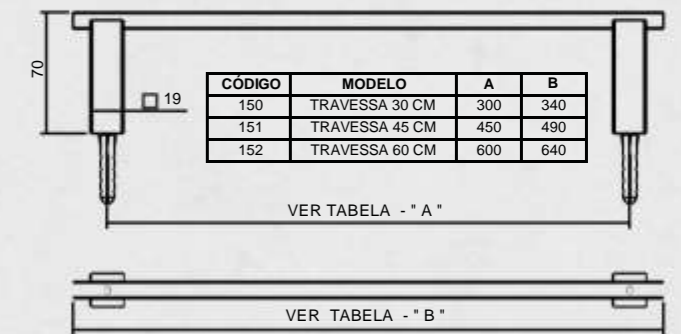 70
□ 19
CÓDIGO MODELO A B
150 TRAVESSA 30 CM 300 340
151 TRAVESSA 45 CM 450 490
152 TRAVESSA 60 CM 600 640
VER TABELA - " A "
VER TABELA - " B "